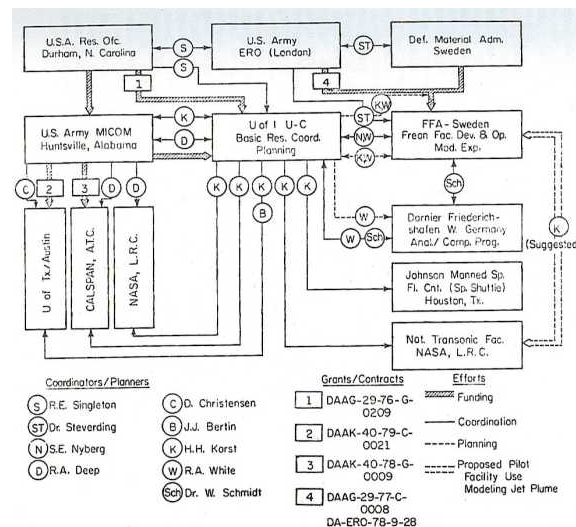 U.S.A. Res. Ofc.
Durham, N. Carolina
U.S. Army
ERO (London)
Def. Material Adm.
Sweden
S
S
ST
1
4
KW
U.S. Army MICOM
Huntsville, Alabama
K
D
U of I U-C
Basic Res. Coord.
Planning
ST
NW
KW
FFA-Sweden
Frean Fac. Dev. & Op.
Mod. Exp.
C
2
3
D
D
K
K
K
K
K
B
Sch
W
W
Sch
K
(Suggested)
U of Tx/Austin
CALSPAN, A.T.C.
NASA, L.R.C.
Dornier Friederich-
shafen W. Germany
Anal./Comp. Prog.
Johnson Manned Sp.
Fl. Cnt. (Sp. Shuttle)
Houston, Tx.
Nat. Transonic Fac.
NASA, L.R.C.
Coordinators/Planners
S R.E. Singleton
ST Dr. Steverding
N S.E. Nyberg
D R.A. Deep
C D. Christensen
B J.J. Bertin
K H.H. Korst
W R.A. White
Sch Dr. W. Schmidt
Grants/Contracts
1 DAAG-29-76-G-
0209
2 DAAK-40-79-C-
0021
3 DAAK-40-78-G-
0009
4 DAAG-29-77-C-
0008
DA-ERO-78-9-28
Efforts
Funding
Coordination
Planning
Proposed Pilot
Facility Use
Modeling Jet Plume